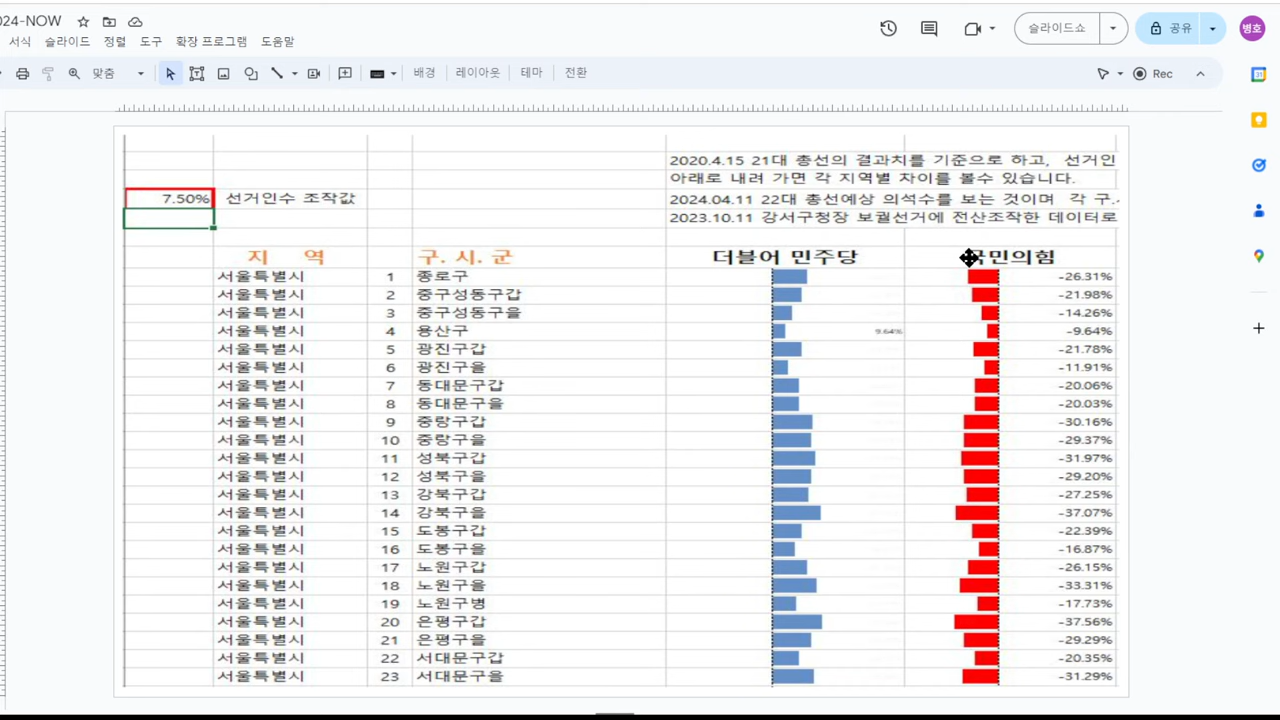 024-NOW
서식 슬라이드 정렬 도구 확장 프로그램 도움말
슬라이드쇼
공유
병호
맞춤
배경 레이아웃 테마 전환
Rec
2020.4.15 21대 총선의 결과치를 기준으로 하고, 선거인
아래로 내려 가면 각 지역별 차이를 볼수 있습니다.
7.50% 선거인수 조작값
2024.04.11 22대 총선예상 의석수를 보는 것이며 각 구.
2023.10.11 강서구청장 보궐선거에 전산조작한 데이터로
지 역 구. 시. 군 더불어 민주당 국민의힘
서울특별시 1 종로구 -26.31%
서울특별시 2 중구성동구갑 -21.98%
서울특별시 3 중구성동구을 -14.26%
서울특별시 4 용산구 9.64% -9.64%
서울특별시 5 광진구갑 -21.78%
서울특별시 6 광진구을 -11.91%
서울특별시 7 동대문구갑 -20.06%
서울특별시 8 동대문구을 -20.03%
서울특별시 9 중랑구갑 -30.16%
서울특별시 10 중랑구을 -29.37%
서울특별시 11 성북구갑 -31.97%
서울특별시 12 성북구을 -29.20%
서울특별시 13 강북구갑 -27.25%
서울특별시 14 강북구을 -37.07%
서울특별시 15 도봉구갑 -22.39%
서울특별시 16 도봉구을 -16.87%
서울특별시 17 노원구갑 -26.15%
서울특별시 18 노원구을 -33.31%
서울특별시 19 노원구병 -17.73%
서울특별시 20 은평구갑 -37.56%
서울특별시 21 은평구을 -29.29%
서울특별시 22 서대문구갑 -20.35%
서울특별시 23 서대문구을 -31.29%